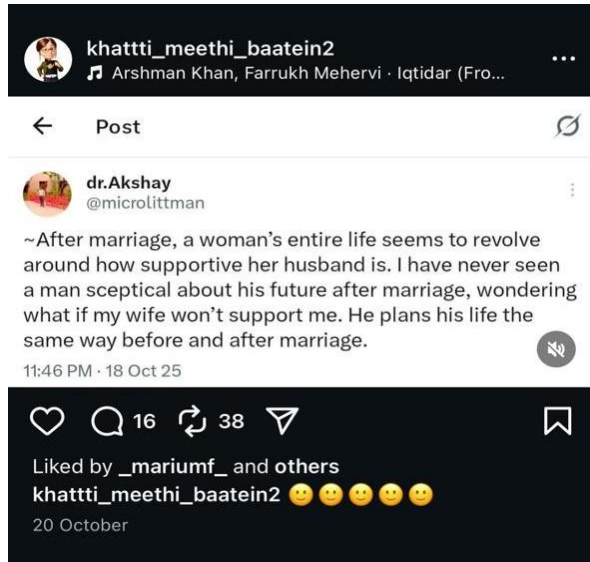 khattti_meethi_baatein2
Arshman Khan, Farrukh Mehervi · Iqtidar (Fro...
Post
dr.Akshay
@microlittman
~After marriage, a woman's entire life seems to revolve
around how supportive her husband is. I have never seen
a man sceptical about his future after marriage, wondering
what if my wife won't support me. He plans his life the
same way before and after marriage.
11:46 PM · 18 Oct 25
16 38
Liked by _mariumf_ and others
khattti_meethi_baatein2 🙂🙂🙂🙂🙂
20 October